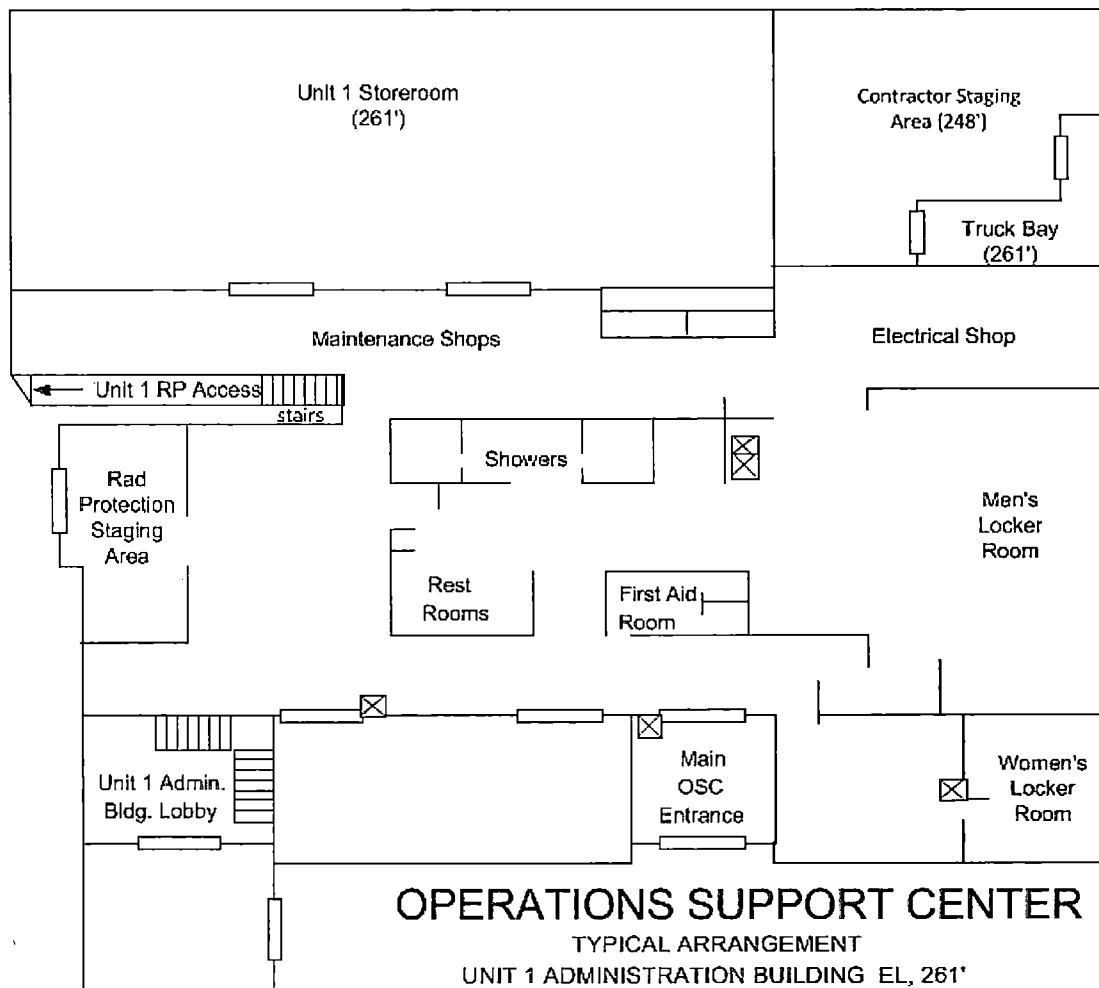 Unit 1 Storeroom
(261')
Contractor Staging
Area (248')
Truck Bay
(261')
Maintenance Shops
Electrical Shop
Unit 1 RP Access
stairs
Showers
Rad
Protection
Staging
Area
Men's
Locker
Room
Rest
Rooms
First Aid
Room
Unit 1 Admin.
Bldg. Lobby
Main
OSC
Entrance
Women's
Locker
Room
OPERATIONS SUPPORT CENTER
TYPICAL ARRANGEMENT
UNIT 1 ADMINISTRATION BUILDING EL, 261'